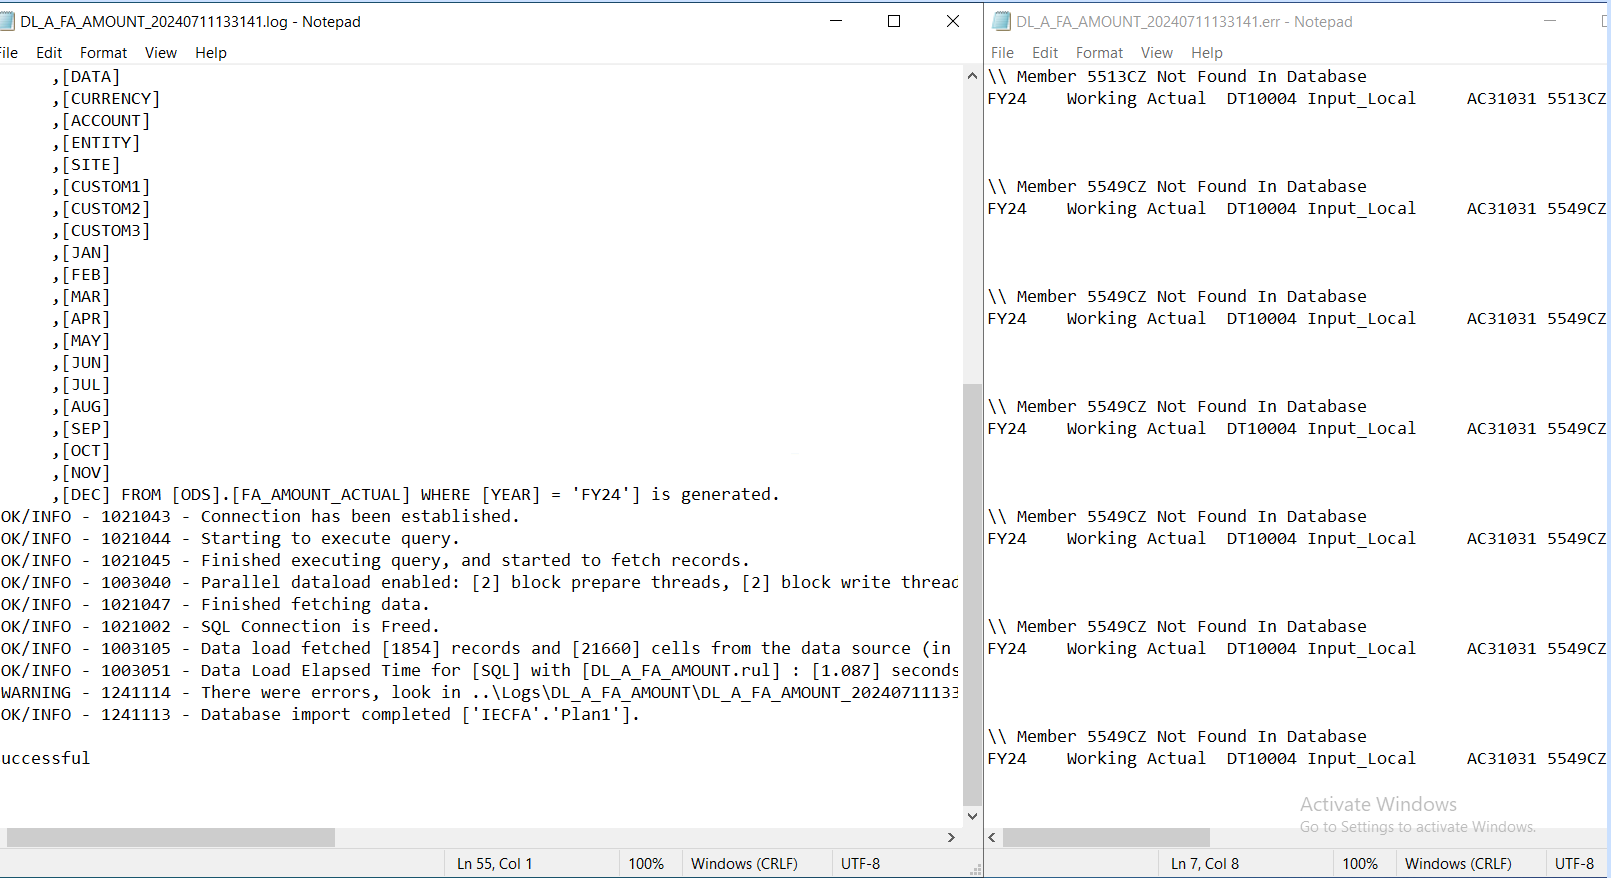 DL_A_FA_AMOUNT_20240711133141.log - Notepad
File Edit Format View Help
,[DATA]
,[CURRENCY]
,[ACCOUNT]
,[ENTITY]
,[SITE]
,[CUSTOM1]
,[CUSTOM2]
,[CUSTOM3]
,[JAN]
,[FEB]
,[MAR]
,[APR]
,[MAY]
,[JUN]
,[JUL]
,[AUG]
,[SEP]
,[OCT]
,[NOV]
,[DEC] FROM [ODS].[FA_AMOUNT_ACTUAL] WHERE [YEAR] = 'FY24'] is generated.
OK/INFO - 1021043 - Connection has been established.
OK/INFO - 1021044 - Starting to execute query.
OK/INFO - 1021045 - Finished executing query, and started to fetch records.
OK/INFO - 1003040 - Parallel dataload enabled: [2] block prepare threads, [2] block write thread
OK/INFO - 1021047 - Finished fetching data.
OK/INFO - 1021002 - SQL Connection is Freed.
OK/INFO - 1003105 - Data load fetched [1854] records and [21660] cells from the data source (in
OK/INFO - 1003051 - Data Load Elapsed Time for [SQL] with [DL_A_FA_AMOUNT.rul] : [1.087] seconds
WARNING - 1241114 - There were errors, look in ..\Logs\DL_A_FA_AMOUNT\DL_A_FA_AMOUNT_20240711133
OK/INFO - 1241113 - Database import completed ['IECFA'.'Plan1'].
uccessful
Ln 55, Col 1 100% Windows (CRLF) UTF-8
DL_A_FA_AMOUNT_20240711133141.err - Notepad
File Edit Format View Help
\\ Member 5513CZ Not Found In Database
FY24 Working Actual DT10004 Input_Local AC31031 5513CZ
\\ Member 5549CZ Not Found In Database
FY24 Working Actual DT10004 Input_Local AC31031 5549CZ
\\ Member 5549CZ Not Found In Database
FY24 Working Actual DT10004 Input_Local AC31031 5549CZ
\\ Member 5549CZ Not Found In Database
FY24 Working Actual DT10004 Input_Local AC31031 5549CZ
\\ Member 5549CZ Not Found In Database
FY24 Working Actual DT10004 Input_Local AC31031 5549CZ
\\ Member 5549CZ Not Found In Database
FY24 Working Actual DT10004 Input_Local AC31031 5549CZ
\\ Member 5549CZ Not Found In Database
FY24 Working Actual DT10004 Input_Local AC31031 5549CZ
Activate Windows
Go to Settings to activate Windows.
Ln 7, Col 8 100% Windows (CRLF) UTF-8